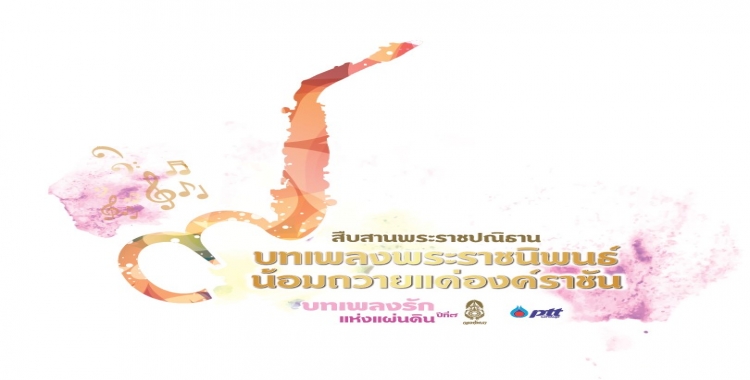 สืบสานพระราชปณิธาน
บทเพลงพระราชนิพนธ์
น้อมถวายแด่องค์ราชัน
บทเพลงรัก
แห่งแผ่นดิน ปีที่๗
ptt